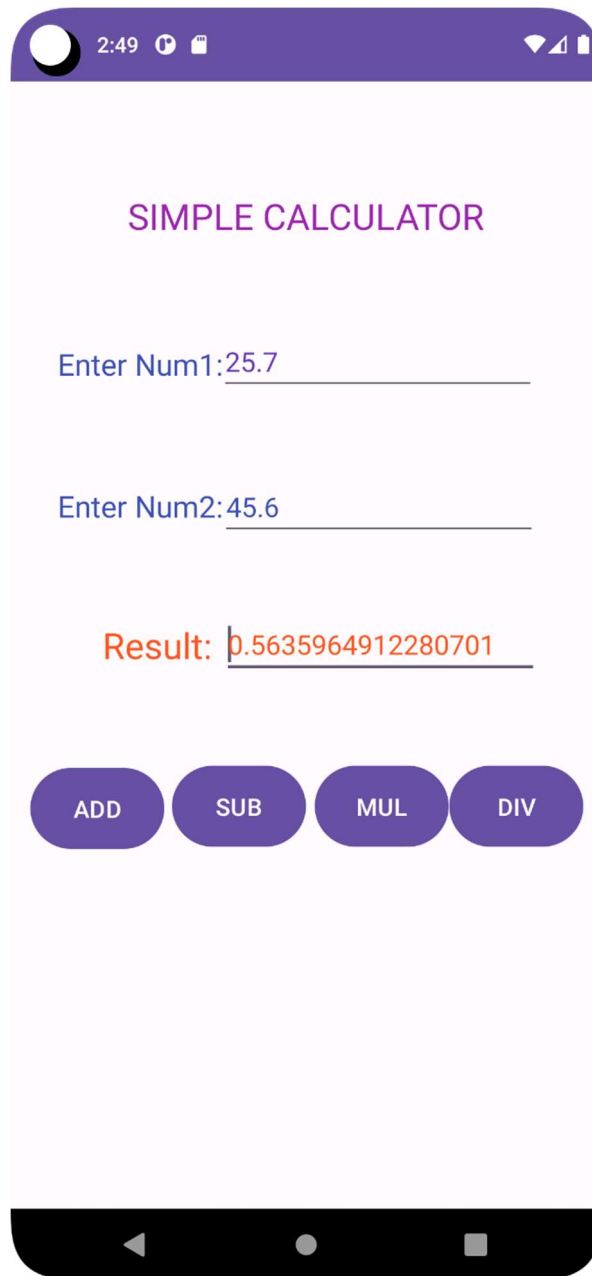 2:49
SIMPLE CALCULATOR
Enter Num1: 25.7
Enter Num2: 45.6
Result: 0.5635964912280701
ADD SUB MUL DIV